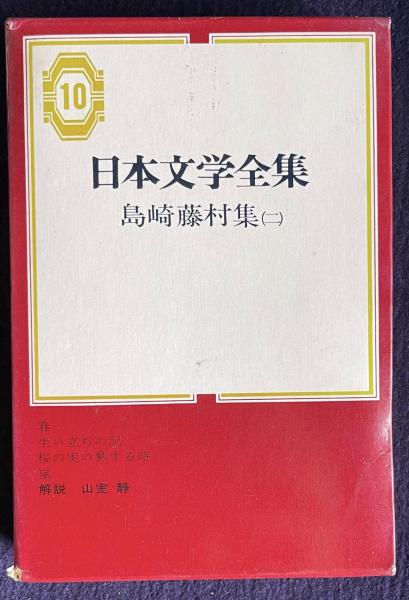 10
日本文学全集
島崎藤村集(二)
春
生い立ちの記
桜の実の熟する時
嵐
解説 山室 静